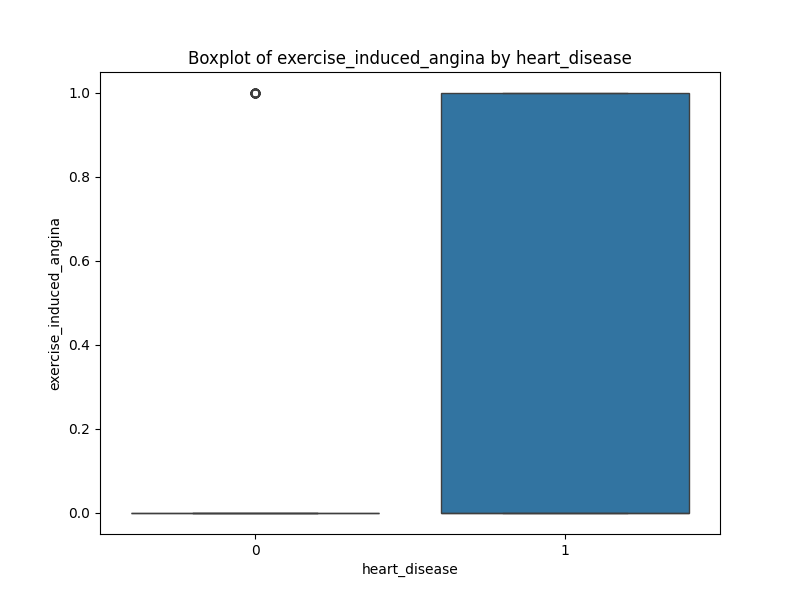 Boxplot of exercise_induced_angina by heart_disease
1.0
0.8
0.6
0.4
0.2
0.0
exercise_induced_angina
0 1
heart_disease